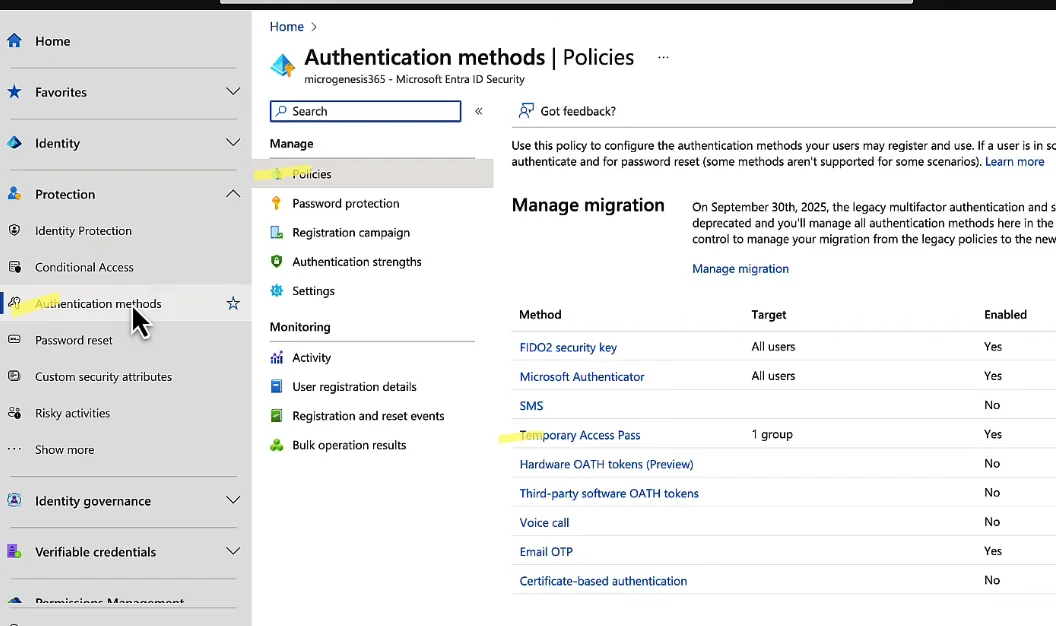 Home
Favorites
Identity
Protection
Identity Protection
Conditional Access
Authentication methods
Password reset
Custom security attributes
Risky activities
Show more
Identity governance
Verifiable credentials
Permissions Management
Home >
Authentication methods | Policies ...
microgenesis365 - Microsoft Entra ID Security
Search «
Manage
Policies
Password protection
Registration campaign
Authentication strengths
Settings
Monitoring
Activity
User registration details
Registration and reset events
Bulk operation results
Got feedback?
Use this policy to configure the authentication methods your users may register and use. If a user is in
authenticate and for password reset (some methods aren't supported for some scenarios). Learn more
Manage migration
On September 30th, 2025, the legacy multifactor authentication and
deprecated and you'll manage all authentication methods here in the
control to manage your migration from the legacy policies to the new
Manage migration
Method Target Enabled
FIDO2 security key All users Yes
Microsoft Authenticator All users Yes
SMS No
Temporary Access Pass 1 group Yes
Hardware OATH tokens (Preview) No
Third-party software OATH tokens No
Voice call No
Email OTP Yes
Certificate-based authentication No